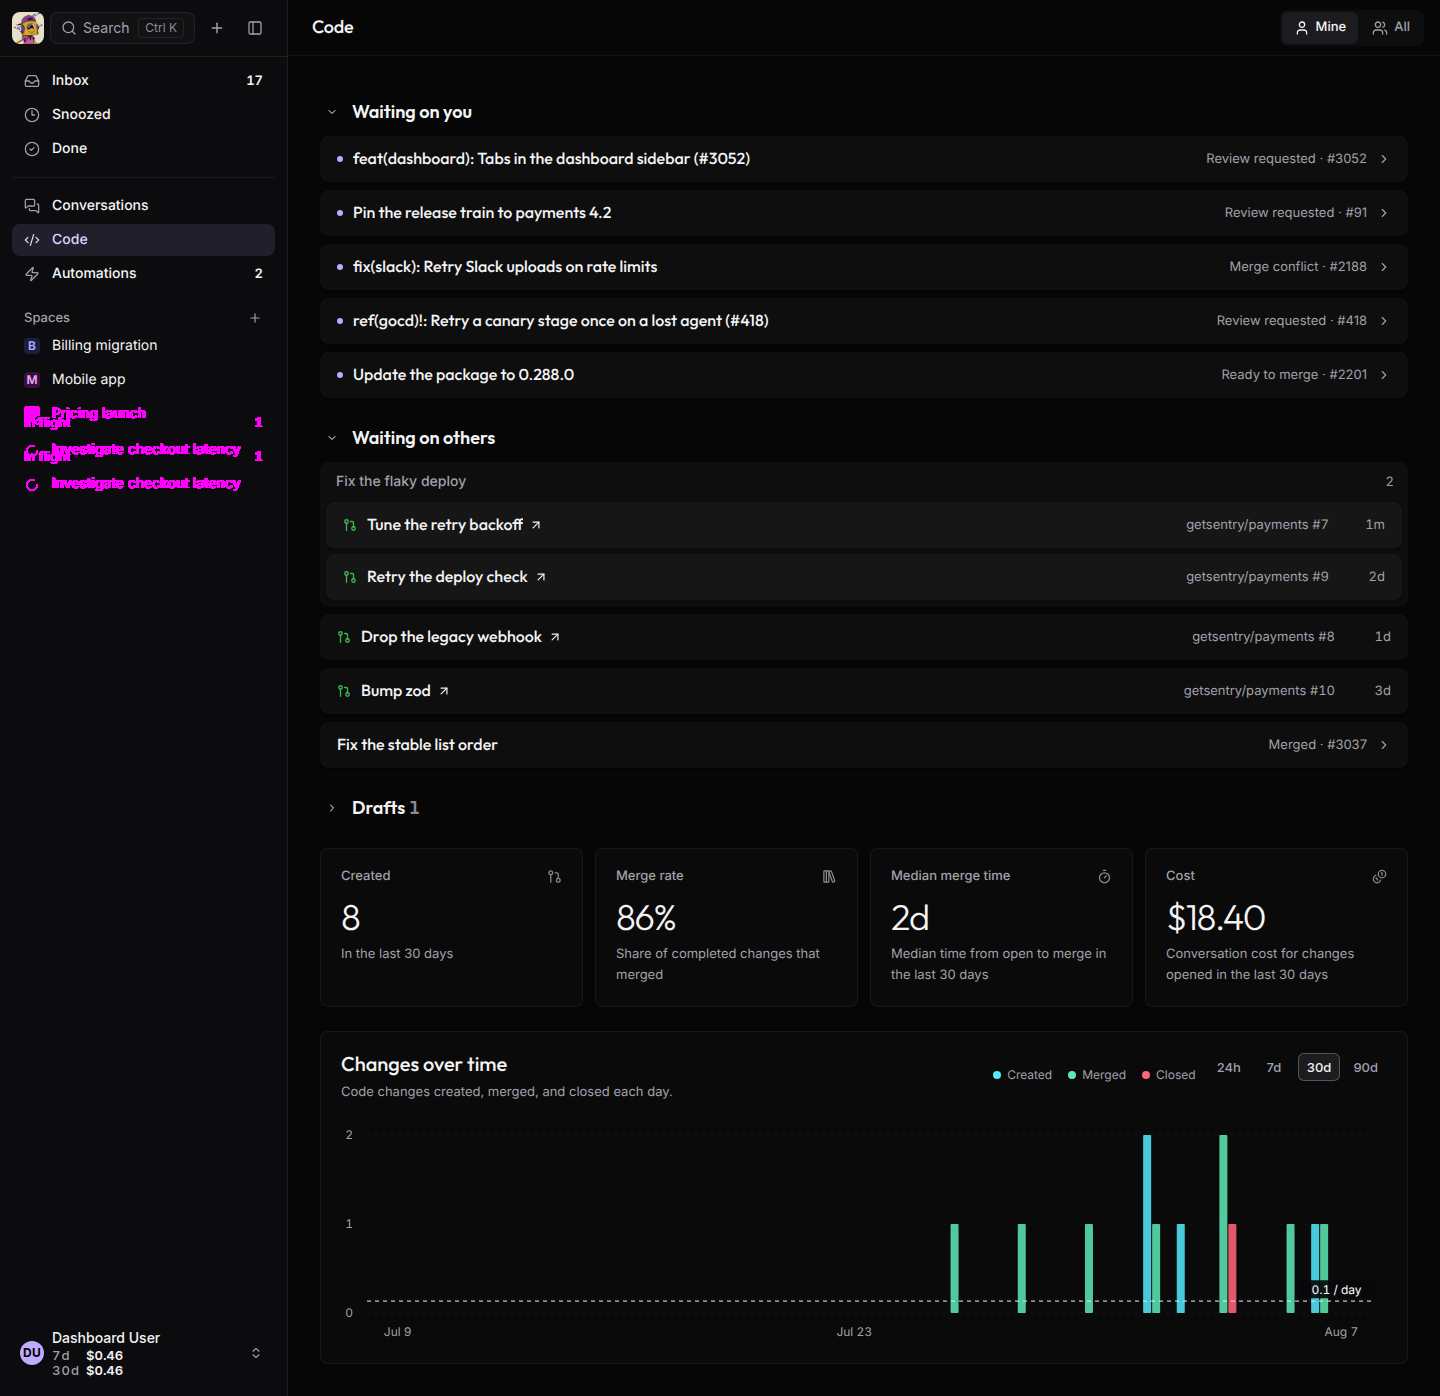 Search Ctrl K
Inbox 17
Snoozed
Done
Conversations
Code
Automations 2
Spaces
B Billing migration
M Mobile app
Pricing launch
In flight 1
Investigate checkout latency
In flight 1
Investigate checkout latency
DU Dashboard User
7d $0.46
30d $0.46
Code
Mine All
Waiting on you
feat(dashboard): Tabs in the dashboard sidebar (#3052) Review requested · #3052
Pin the release train to payments 4.2 Review requested · #91
fix(slack): Retry Slack uploads on rate limits Merge conflict · #2188
ref(gocd)!: Retry a canary stage once on a lost agent (#418) Review requested · #418
Update the package to 0.288.0 Ready to merge · #2201
Waiting on others
Fix the flaky deploy 2
Tune the retry backoff getsentry/payments #7 1m
Retry the deploy check getsentry/payments #9 2d
Drop the legacy webhook getsentry/payments #8 1d
Bump zod getsentry/payments #10 3d
Fix the stable list order Merged · #3037
Drafts 1
Created
8
In the last 30 days
Merge rate
86%
Share of completed changes that
merged
Median merge time
2d
Median time from open to merge in
the last 30 days
Cost
$18.40
Conversation cost for changes
opened in the last 30 days
Changes over time
Code changes created, merged, and closed each day.
Created Merged Closed 24h 7d 30d 90d
2
1
0
0.1 / day
Jul 9 Jul 23 Aug 7